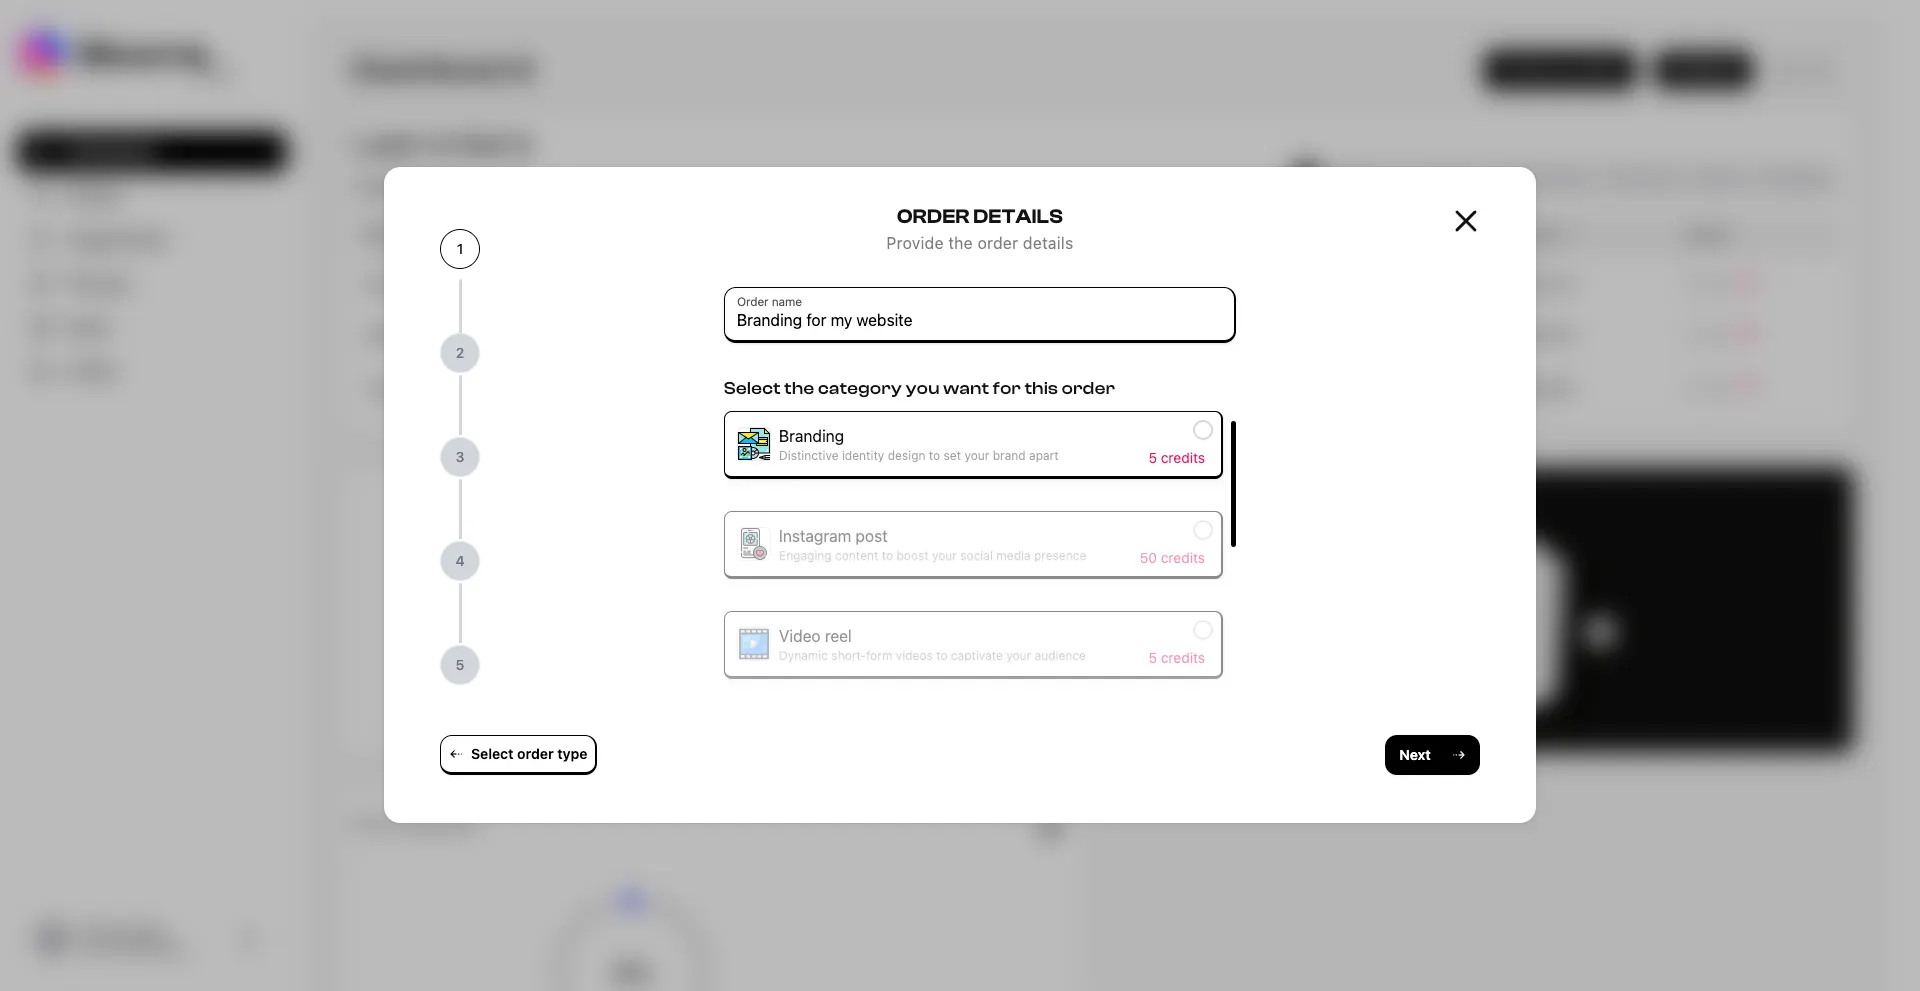 ORDER DETAILS
Provide the order details
1
2
3
4
5
Order name
Branding for my website
Select the category you want for this order
Branding
Distinctive identity design to set your brand apart
5 credits
Instagram post
Engaging content to boost your social media presence
50 credits
Video reel
Dynamic short-form videos to captivate your audience
5 credits
Select order type
Next